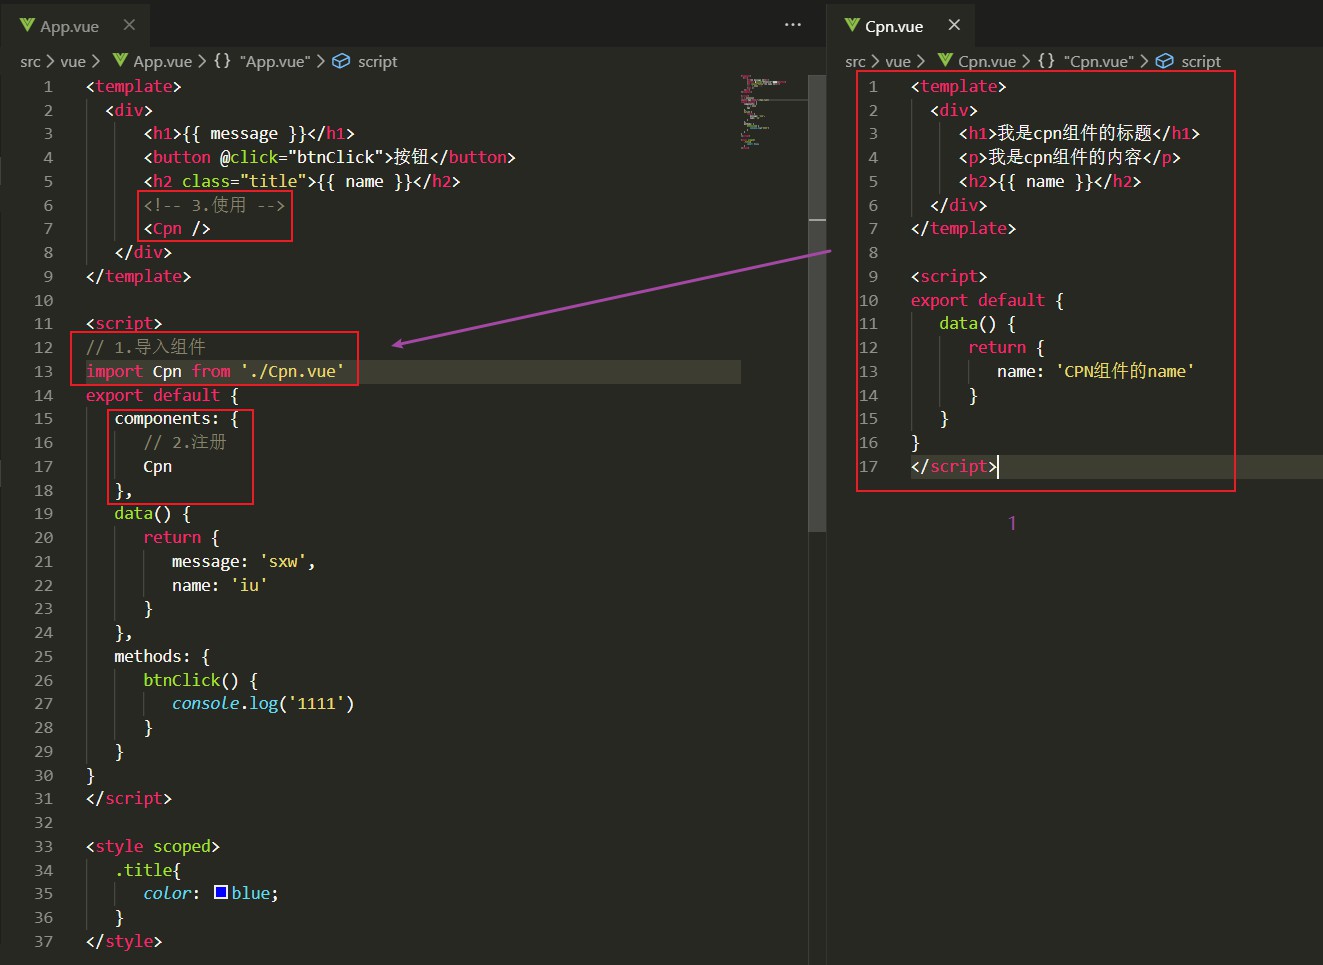 App.vue
src > vue > App.vue > {} "App.vue" > script
1 <template>
2 <div>
3 <h1>{{ message }}</h1>
4 <button @click="btnClick">按钮</button>
5 <h2 class="title">{{ name }}</h2>
6 <!-- 3.使用 -->
7 <Cpn />
8 </div>
9 </template>
10
11 <script>
12 // 1.导入组件
13 import Cpn from './Cpn.vue'
14 export default {
15 components: {
16 // 2.注册
17 Cpn
18 },
19 data() {
20 return {
21 message: 'sxw',
22 name: 'iu'
23 }
24 },
25 methods: {
26 btnClick() {
27 console.log('1111')
28 }
29 }
30 }
31 </script>
32
33 <style scoped>
34 .title{
35 color: blue;
36 }
37 </style>
Cpn.vue
src > vue > Cpn.vue > {} "Cpn.vue" > script
1 <template>
2 <div>
3 <h1>我是cpn组件的标题</h1>
4 <p>我是cpn组件的内容</p>
5 <h2>{{ name }}</h2>
6 </div>
7 </template>
8
9 <script>
10 export default {
11 data() {
12 return {
13 name: 'CPN组件的name'
14 }
15 }
16 }
17 </script>
1